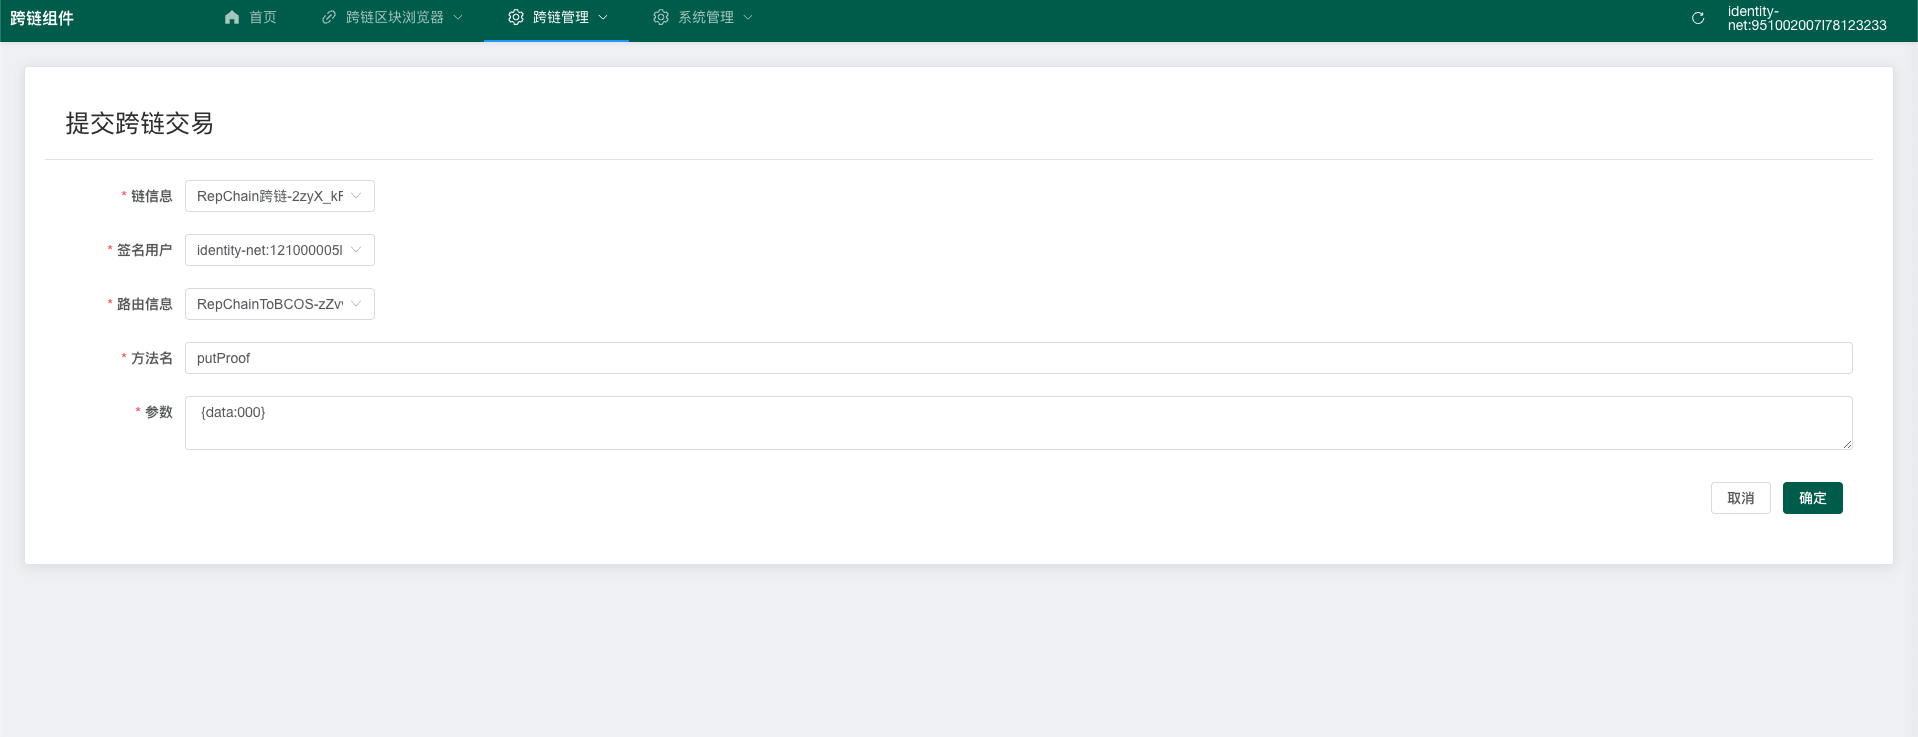 跨链组件
首页
跨链区块浏览器
跨链管理
系统管理
identity-
net:951002007l78123233
提交跨链交易
* 链信息
RepChain跨链-2zyX_kF
* 签名用户
identity-net:121000005l
* 路由信息
RepChainToBCOS-zZv
* 方法名
putProof
* 参数
{data:000}
取消
确定